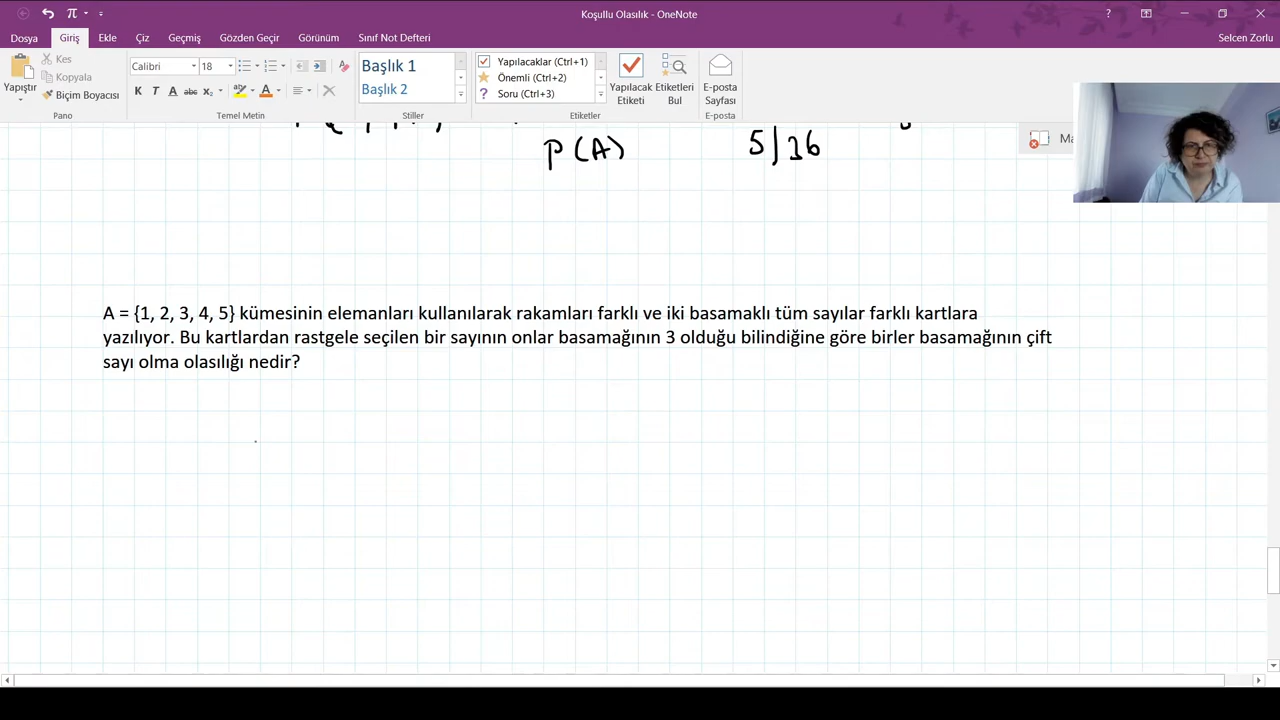 Koşullu Olasılık - OneNote
Selcen Zorlu
Dosya Giriş Ekle Çiz Geçmiş Gözden Geçir Görünüm Sınıf Not Defteri
Yapıştır
Kes
Kopyala
Biçim Boyacısı
Pano
Calibri 18
Temel Metin
Başlık 1
Başlık 2
Stiller
Yapılacaklar (Ctrl+1)
Önemli (Ctrl+2)
Soru (Ctrl+3)
Yapılacak Etiketi
Etiketleri Bul
Etiketler
E-posta Sayfası
E-posta
Ma
P(A) 5/36
A = {1, 2, 3, 4, 5} kümesinin elemanları kullanılarak rakamları farklı ve iki basamaklı tüm sayılar farklı kartlara
yazılıyor. Bu kartlardan rastgele seçilen bir sayının onlar basamağının 3 olduğu bilindiğine göre birler basamağının çift
sayı olma olasılığı nedir?